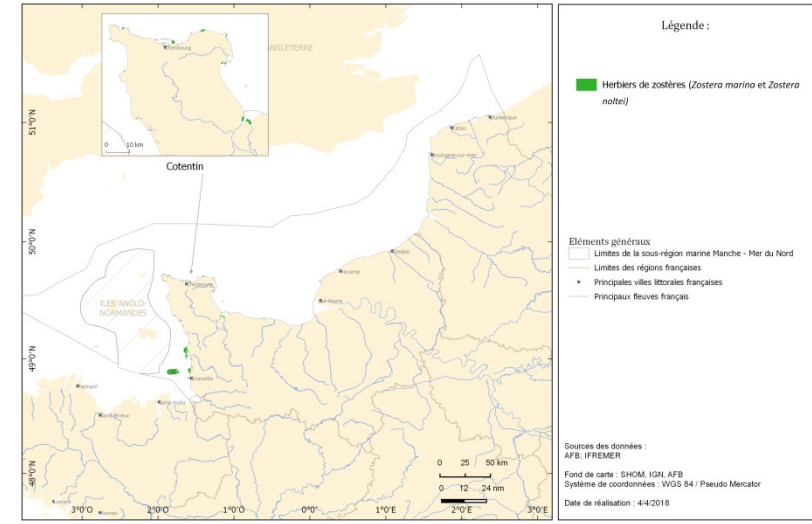 Cherbourg
ANGLETERRE
0 10 km
Cotentin
51°0'N
50°0'N
49°0'N
48°0'N
Dunkerque
Calais
Boulogne-sur-mer
Dieppe
Fecamp
Le Havre
Cherbourg
ILES ANGLO-
NORMANDES
Granville
Paimpol
Saint-malo
Saint-Brieuc
Lorient
Rennes
0 25 50 km
0 12 24 nm
3°0'O
2°0'O
1°0'O
0°0'
1°0'E
2°0'E
3°0'E
Légende :
Herbiers de zostères (Zostera marina et Zostera
noltei)
Eléments généraux
Limites de la sous-région marine Manche - Mer du Nord
Limites des régions françaises
Principales villes littorales françaises
Principaux fleuves français
Sources des données :
AFB; IFREMER
Fond de carte : SHOM, IGN, AFB
Système de coordonnées : WGS 84 / Pseudo Mercator
Date de réalisation : 4/4/2018